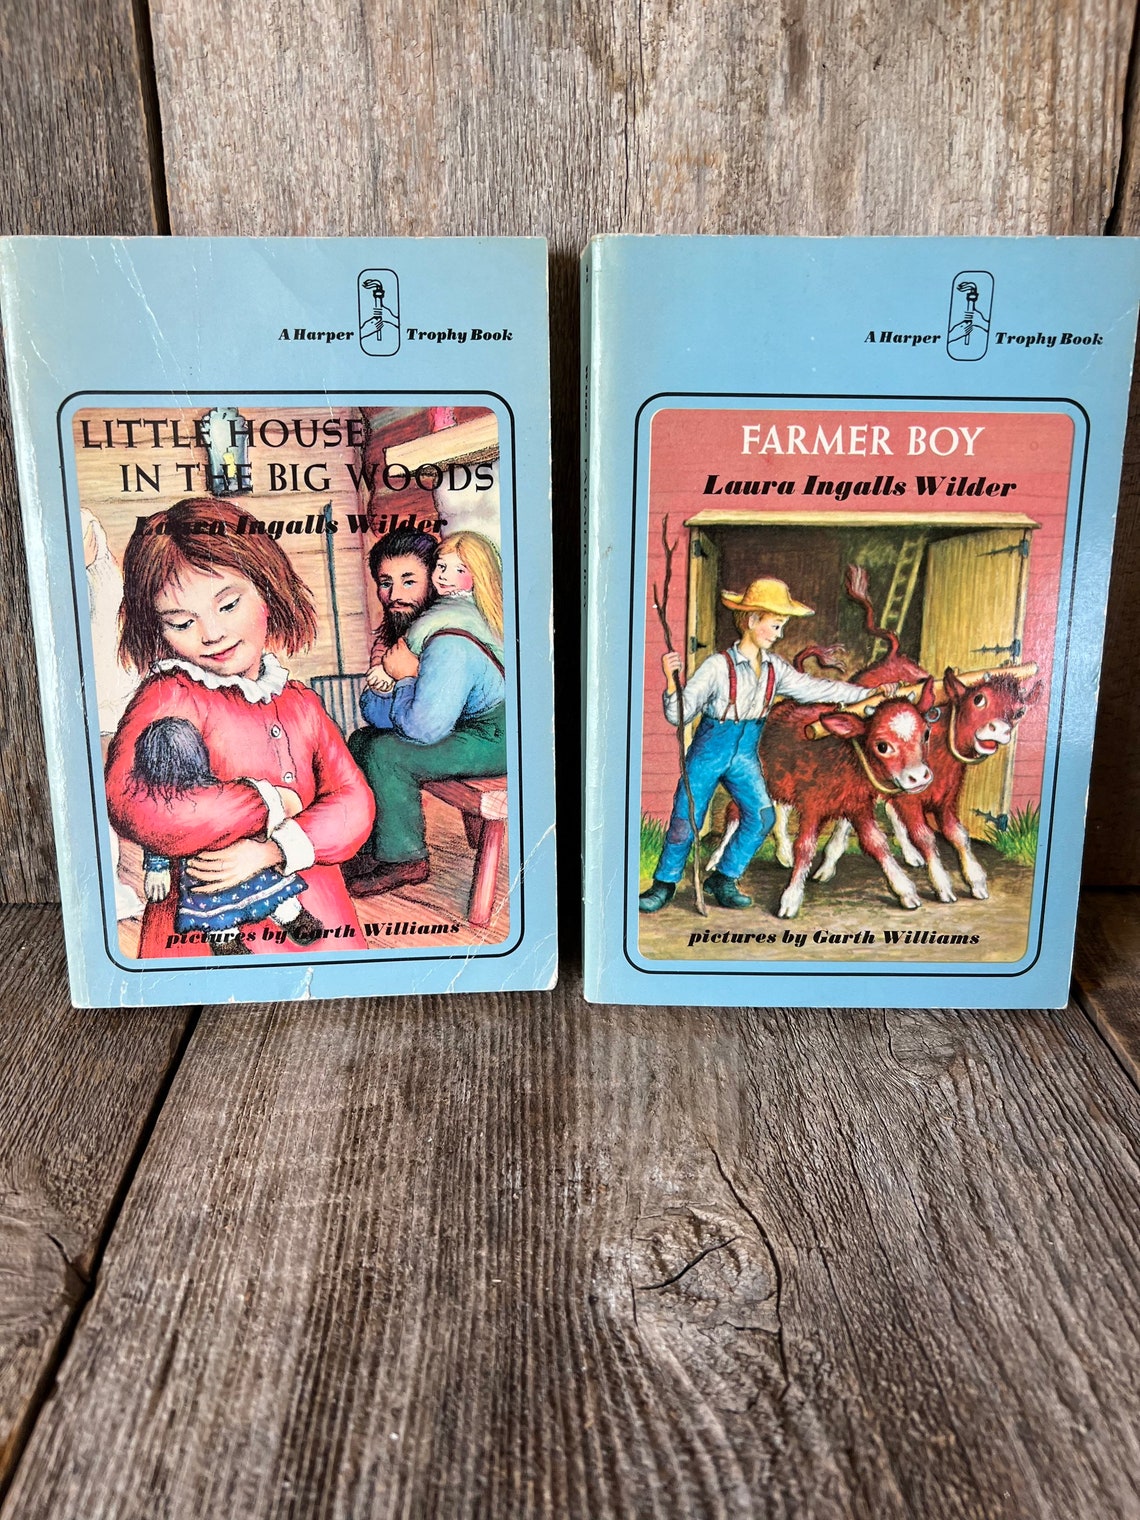 A Harper Trophy Book
LITTLE HOUSE
IN THE BIG WOODS
Laura Ingalls Wilder
pictures by Garth Williams
A Harper Trophy Book
FARMER BOY
Laura Ingalls Wilder
pictures by Garth Williams